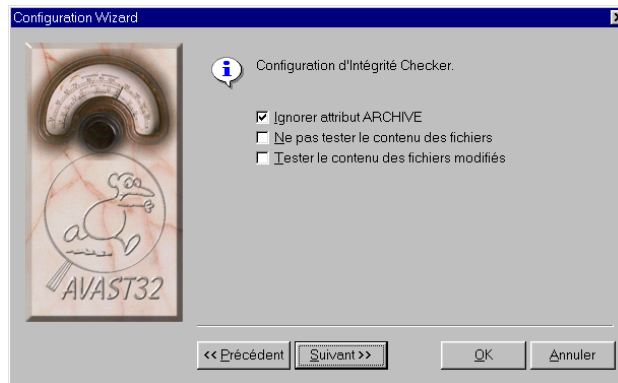 Configuration Wizard
Configuration d'Intégrité Checker.
Ignorer attribut ARCHIVE
Ne pas tester le contenu des fichiers
Tester le contenu des fichiers modifiés
AVAST32
<< Précédent
Suivant >>
OK
Annuler